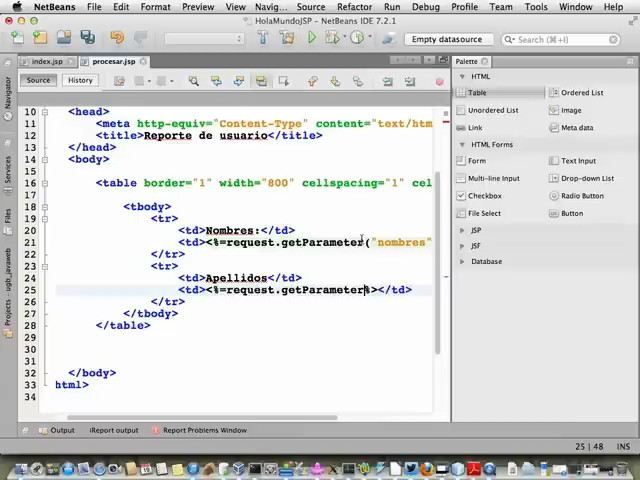 NetBeans File Edit View Navi... Source Refactor Run Debug Profile Team Tools Window Help
HolaMundoJSP - NetBeans IDE 7.2.1
Empty datasource Search (⌘+I)
index.jsp procesar.jsp Palette
Source History HTML
Table Ordered List
Unordered List Image
Link Meta data
HTML Forms
Form Text Input
Multi-line Input Drop-down List
Checkbox Radio Button
File Select Button
JSP
JSF
Database
Navigator
Services
Files
Projects
ugb_javaweb
10 <head>
11 <meta http-equiv="Content-Type" content="text/htm
12 <title>Reporte de usuario</title>
13 </head>
14 <body>
15
16 <table border="1" width="800" cellspacing="1" cel
17
18 <tbody>
19 <tr>
20 <td>Nombres:</td>
21 <td><%=request.getParameter("nombres"
22 </tr>
23 <tr>
24 <td>Apellidos</td>
25 <td><%=request.getParameter%></td>
26 </tr>
27 </tbody>
28 </table>
29
30
31
32 </body>
33 html>
34
Output iReport output Report Problems Window
25 | 48 INS